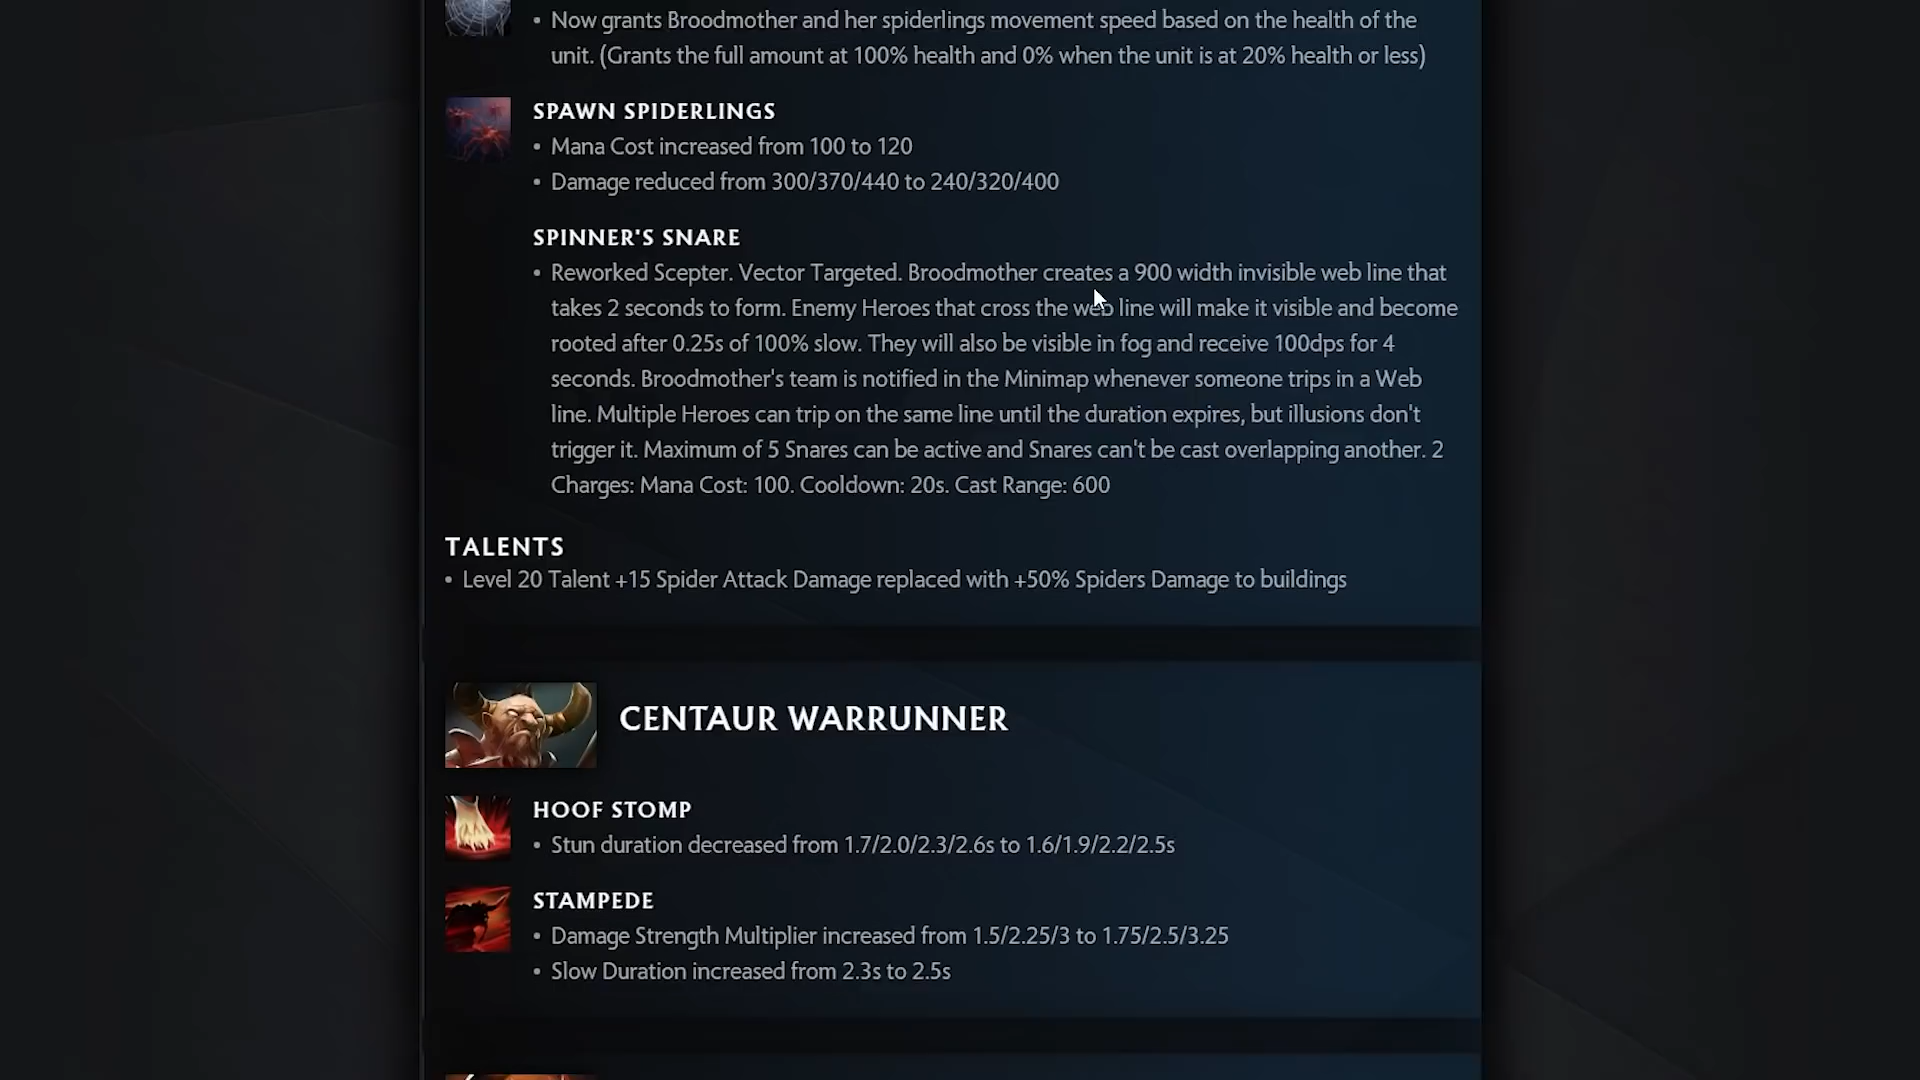 • Now grants Broodmother and her spiderlings movement speed based on the health of the
unit. (Grants the full amount at 100% health and 0% when the unit is at 20% health or less)
SPAWN SPIDERLINGS
• Mana Cost increased from 100 to 120
• Damage reduced from 300/370/440 to 240/320/400
SPINNER'S SNARE
• Reworked Scepter. Vector Targeted. Broodmother creates a 900 width invisible web line that
takes 2 seconds to form. Enemy Heroes that cross the web line will make it visible and become
rooted after 0.25s of 100% slow. They will also be visible in fog and receive 100dps for 4
seconds. Broodmother's team is notified in the Minimap whenever someone trips in a Web
line. Multiple Heroes can trip on the same line until the duration expires, but illusions don't
trigger it. Maximum of 5 Snares can be active and Snares can't be cast overlapping another. 2
Charges: Mana Cost: 100. Cooldown: 20s. Cast Range: 600
TALENTS
• Level 20 Talent +15 Spider Attack Damage replaced with +50% Spiders Damage to buildings
CENTAUR WARRUNNER
HOOF STOMP
• Stun duration decreased from 1.7/2.0/2.3/2.6s to 1.6/1.9/2.2/2.5s
STAMPEDE
• Damage Strength Multiplier increased from 1.5/2.25/3 to 1.75/2.5/3.25
• Slow Duration increased from 2.3s to 2.5s